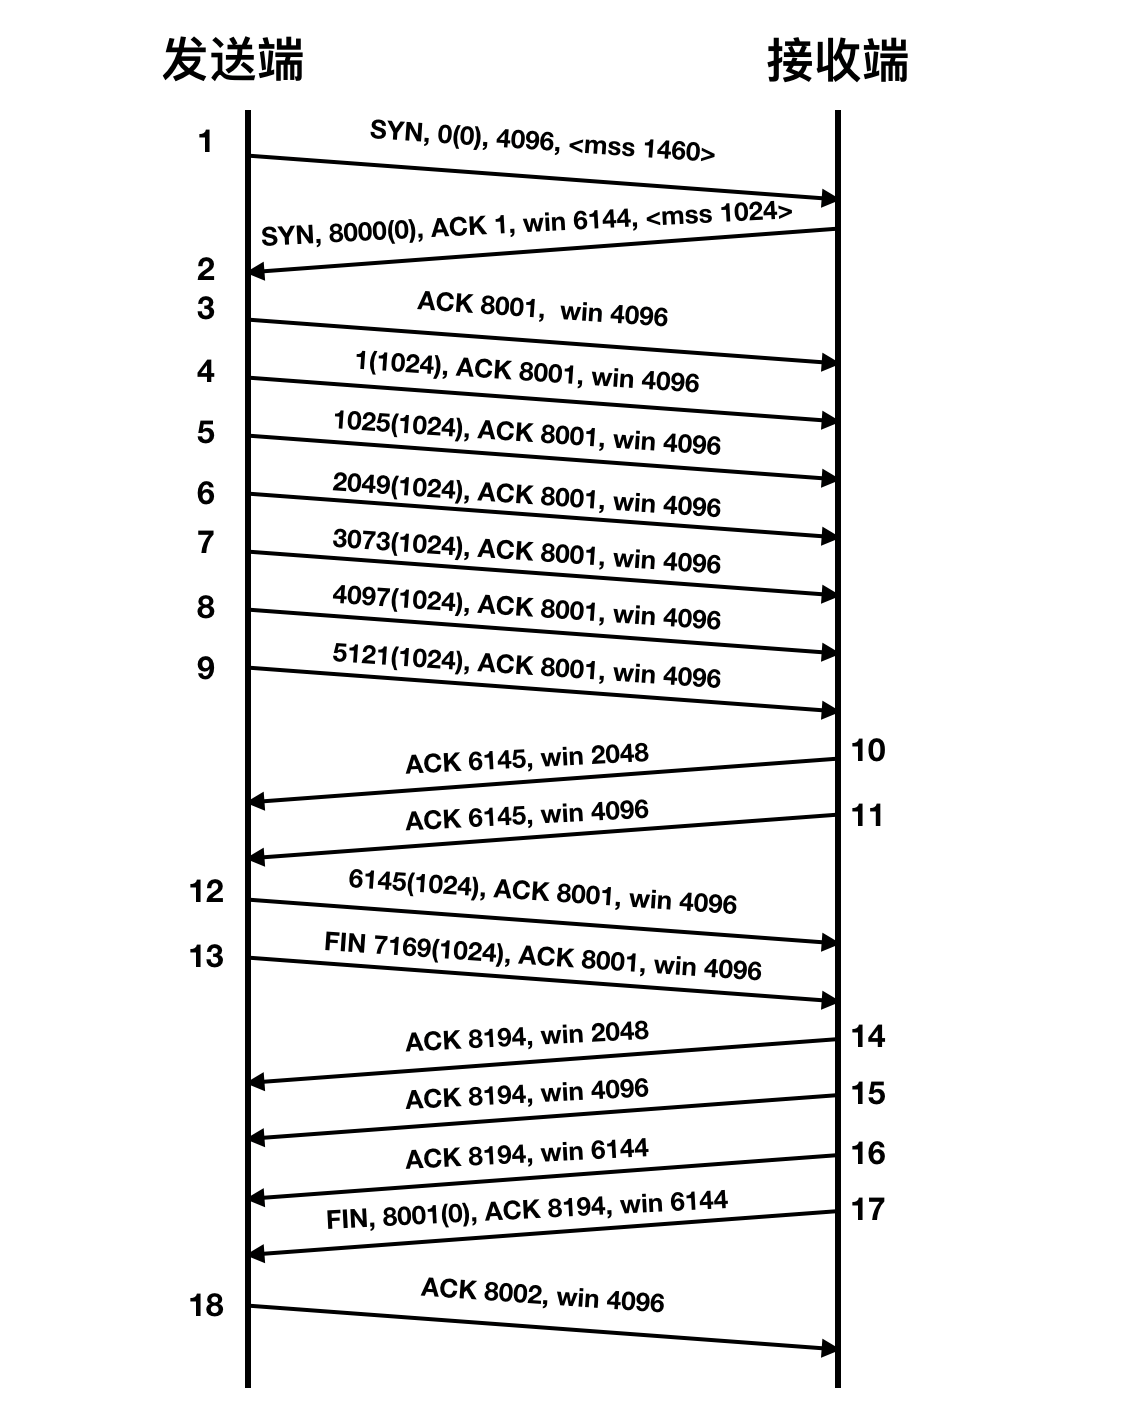 发送端 接收端
1 SYN, 0(0), 4096, <mss 1460>
SYN, 8000(0), ACK 1, win 6144, <mss 1024>
2
3 ACK 8001, win 4096
4 1(1024), ACK 8001, win 4096
5 1025(1024), ACK 8001, win 4096
6 2049(1024), ACK 8001, win 4096
7 3073(1024), ACK 8001, win 4096
8 4097(1024), ACK 8001, win 4096
9 5121(1024), ACK 8001, win 4096
ACK 6145, win 2048 10
ACK 6145, win 4096 11
12 6145(1024), ACK 8001, win 4096
13 FIN 7169(1024), ACK 8001, win 4096
ACK 8194, win 2048 14
ACK 8194, win 4096 15
ACK 8194, win 6144 16
FIN, 8001(0), ACK 8194, win 6144 17
18 ACK 8002, win 4096